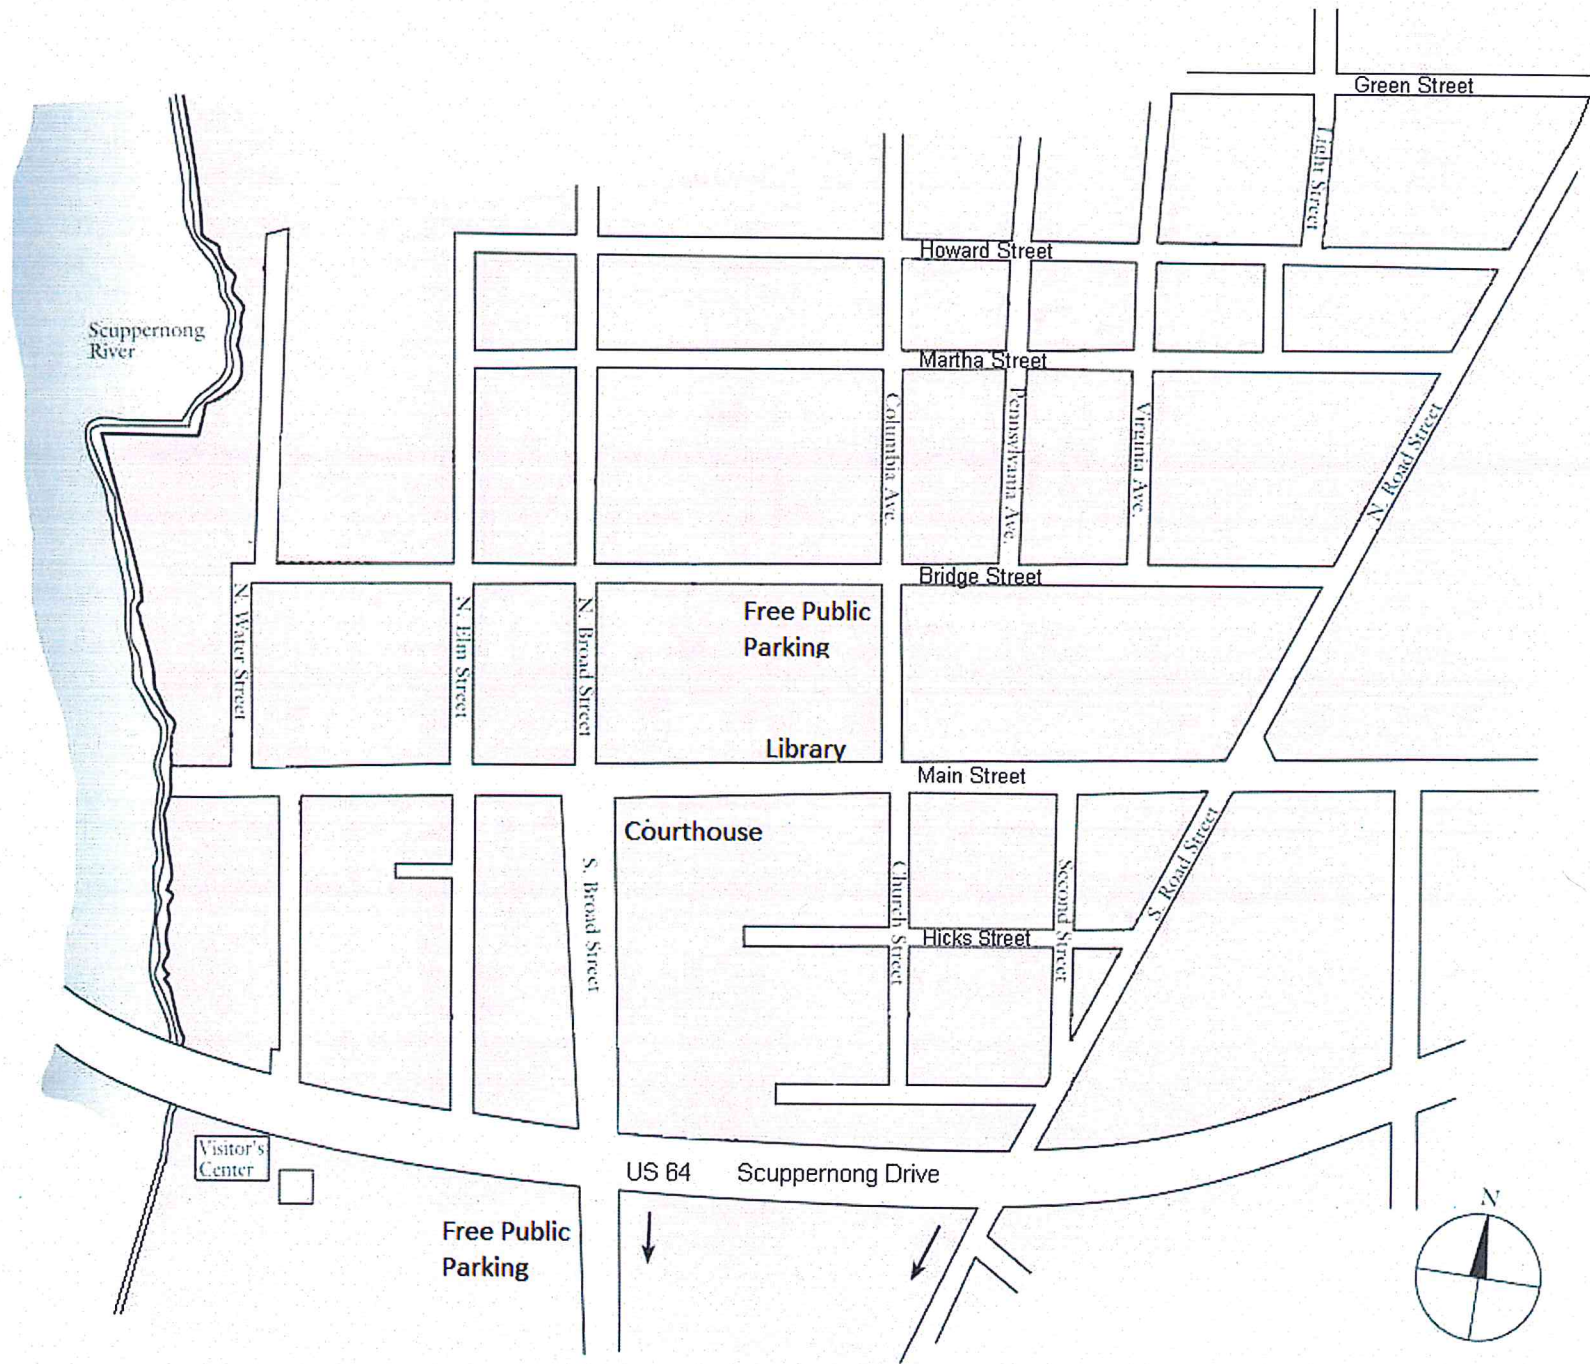 Green Street
Light Street
Howard Street
Scuppernong
River
Martha Street
Columbia Ave.
Pennsylvania Ave.
Virginia Ave.
N. Road Street
Bridge Street
N. Water Street
N. Elm Street
N. Broad Street
Free Public
Parking
Library
Main Street
Courthouse
S. Broad Street
Church Street
Second Street
S. Road Street
Hicks Street
Visitor's
Center
US 64 Scuppernong Drive
Free Public
Parking
N